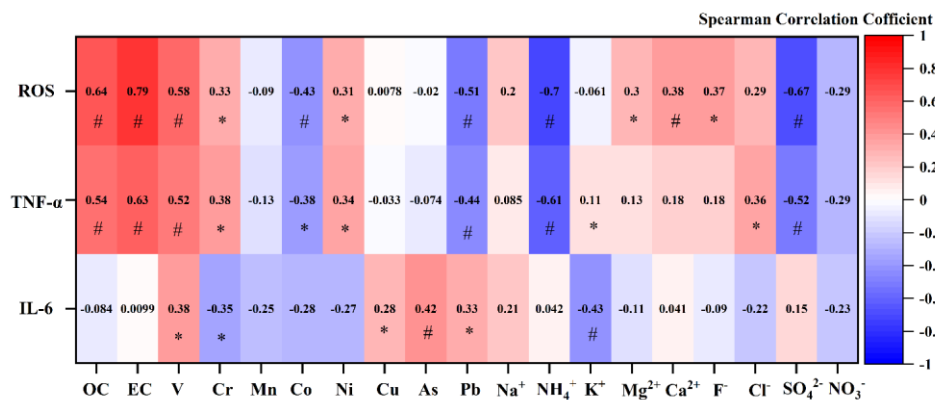 Spearman Correlation Cofficient
ROS 0.64 0.79 0.58 0.33 -0.09 -0.43 0.31 0.0078 -0.02 -0.51 0.2 -0.7 -0.061 0.3 0.38 0.37 0.29 -0.67 -0.29
# # # * # * # # * # * #
TNF-α 0.54 0.63 0.52 0.38 -0.13 -0.38 0.34 -0.033 -0.074 -0.44 0.085 -0.61 0.11 0.13 0.18 0.18 0.36 -0.52 -0.29
# # # * * * # # * * #
IL-6 -0.084 0.0099 0.38 -0.35 -0.25 -0.28 -0.27 0.28 0.42 0.33 0.21 0.042 -0.43 -0.11 0.041 -0.09 -0.22 0.15 -0.23
* * * # * #
OC EC V Cr Mn Co Ni Cu As Pb Na⁺ NH₄⁺ K⁺ Mg²⁺ Ca²⁺ F⁻ Cl⁻ SO₄²⁻ NO₃⁻
1
0.8
0.6
0.4
0.2
0
-0.
-0.
-0.
-0.
-1